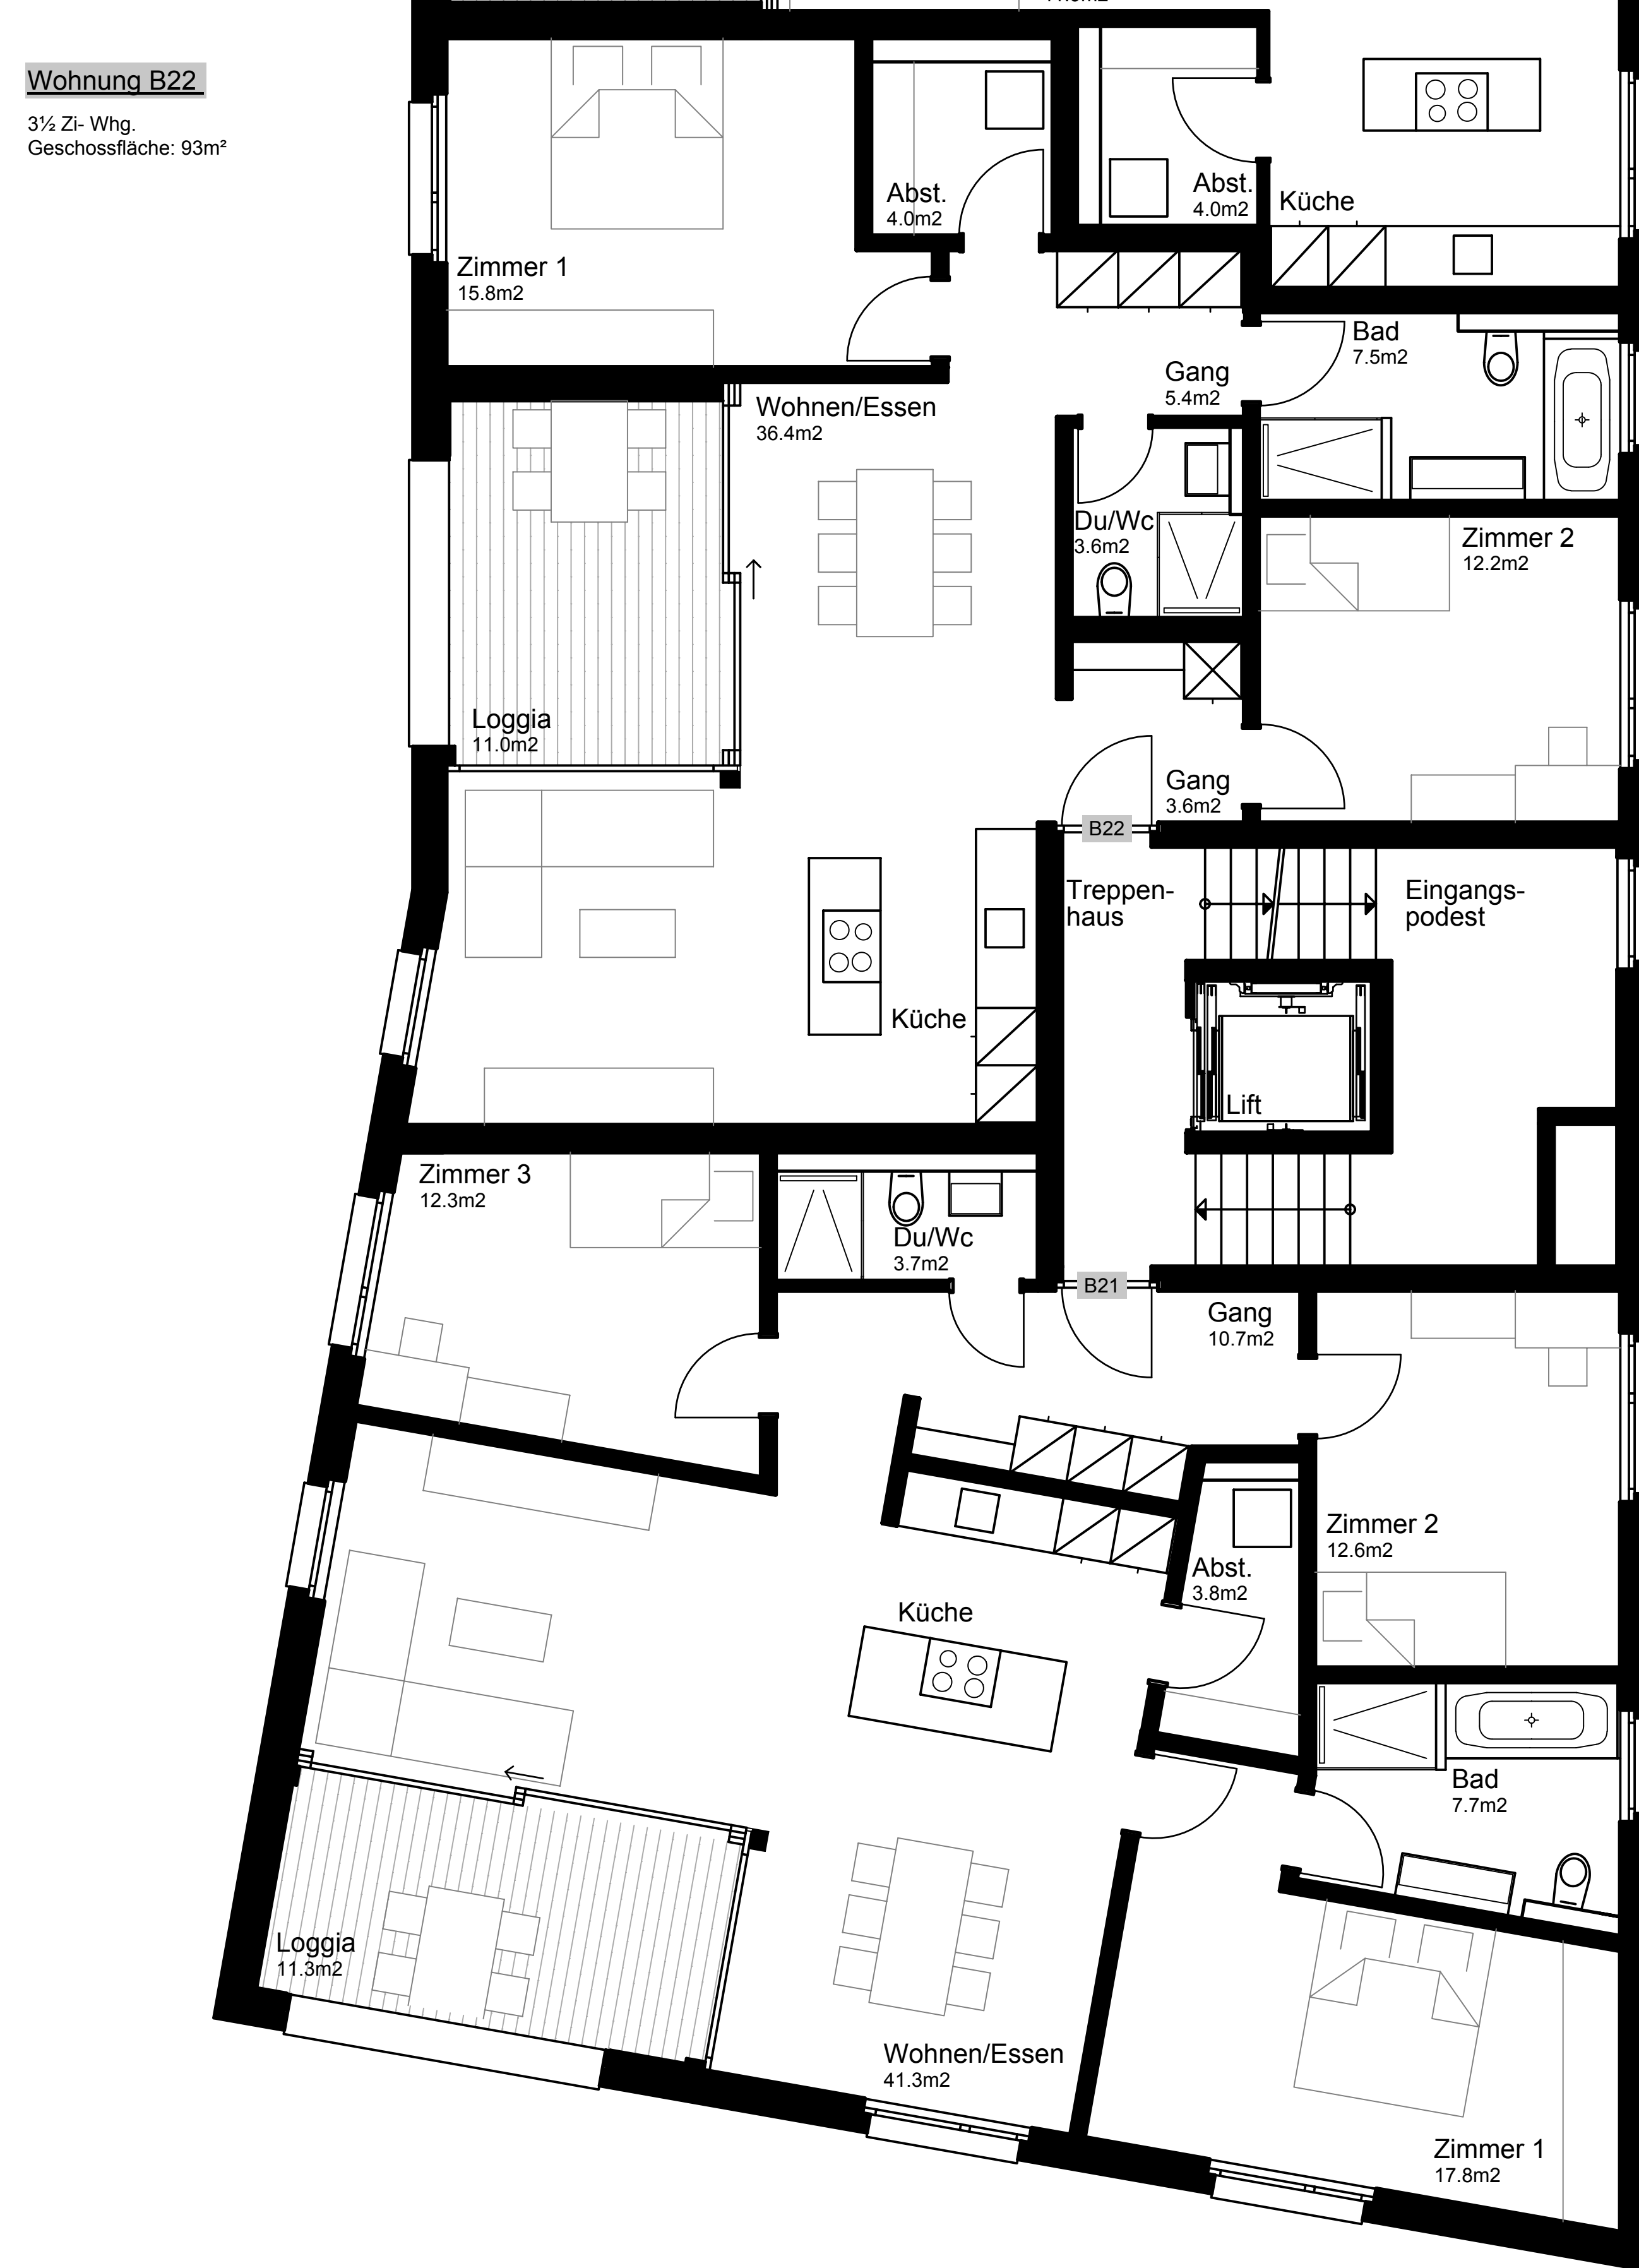 Wohnung B22
3½ Zi- Whg.
Geschossfläche: 93m²
Abst.
4.0m2
Abst.
4.0m2
Küche
Zimmer 1
15.8m2
Bad
7.5m2
Gang
5.4m2
Wohnen/Essen
36.4m2
Du/Wc
3.6m2
Zimmer 2
12.2m2
Loggia
11.0m2
Gang
3.6m2
B22
Treppen-
haus
Eingangs-
podest
Küche
Lift
Zimmer 3
12.3m2
Du/Wc
3.7m2
B21
Gang
10.7m2
Zimmer 2
12.6m2
Abst.
3.8m2
Küche
Bad
7.7m2
Loggia
11.3m2
Wohnen/Essen
41.3m2
Zimmer 1
17.8m2